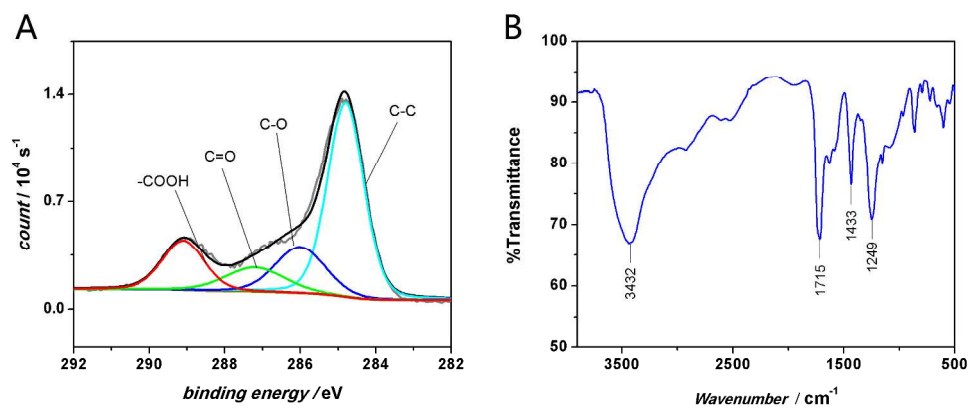 A
count / 10⁴ s⁻¹
1.4
0.7
0.0
-COOH
C=O
C-O
C-C
292 290 288 286 284 282
binding energy / eV
B
%Transmittance
100
90
80
70
60
50
3432
1715
1433
1249
3500 2500 1500 500
Wavenumber / cm⁻¹